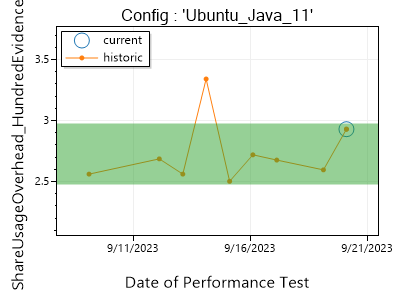 Config : 'Ubuntu_Java_11'
current
historic
3.5
3
2.5
ShareUsageOverhead_HundredEvidence
9/11/2023
9/16/2023
9/21/2023
Date of Performance Test